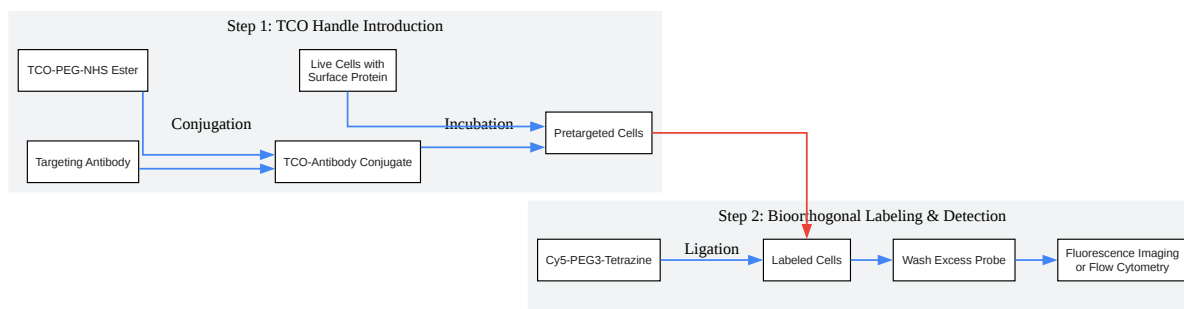 Step 1: TCO Handle Introduction
TCO-PEG-NHS Ester
Live Cells with
Surface Protein
Conjugation
Incubation
Pretargeted Cells
Targeting Antibody
TCO-Antibody Conjugate
Step 2: Bioorthogonal Labeling & Detection
Cy5-PEG3-Tetrazine
Ligation
Labeled Cells
Wash Excess Probe
Fluorescence Imaging
or Flow Cytometry